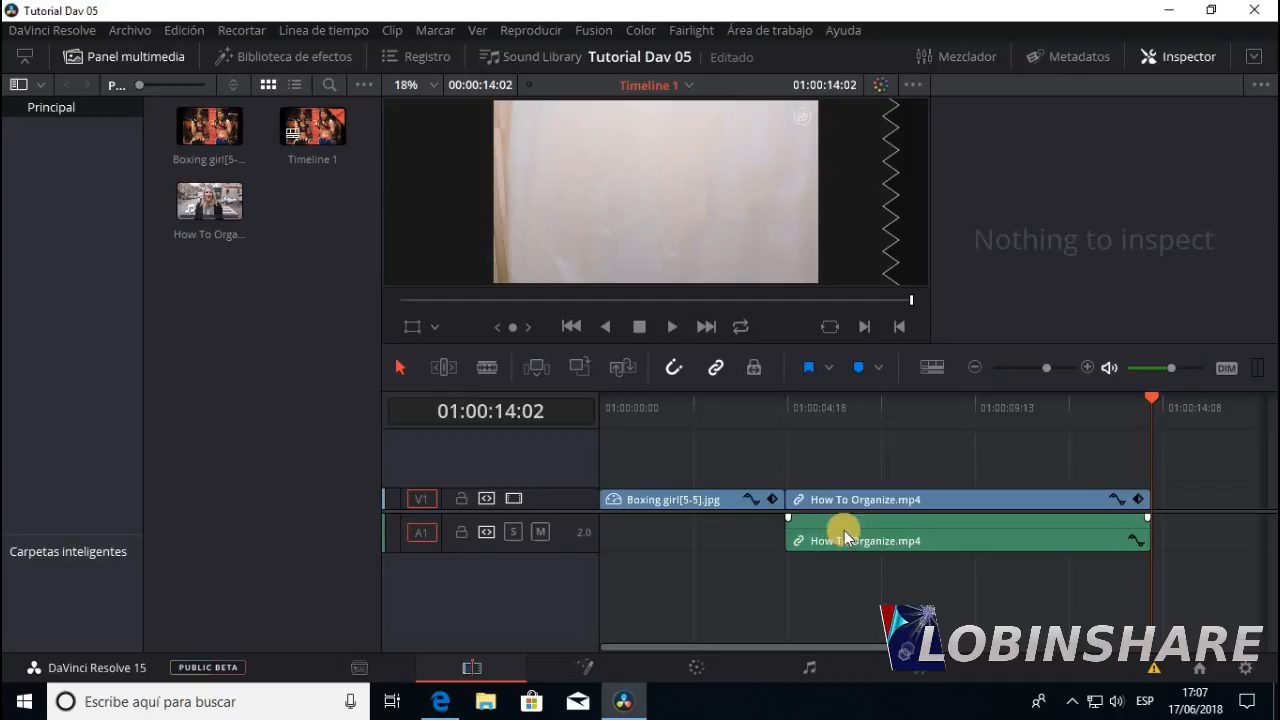 Tutorial Dav 05
DaVinci Resolve Archivo Edición Recortar Línea de tiempo Clip Marcar Ver Reproducir Fusion Color Fairlight Área de trabajo Ayuda
Panel multimedia Biblioteca de efectos Registro Sound Library Tutorial Dav 05 Editado Mezclador Metadatos Inspector
P... 18% 00:00:14:02 Timeline 1 01:00:14:02
Principal
Boxing girl[5-... Timeline 1
How To Orga...
Nothing to inspect
DIM
01:00:14:02 01:00:00:00 01:00:04:18 01:00:09:13 01:00:14:08
V1 Boxing girl[5-5].jpg How To Organize.mp4
A1 S M 2.0 How To Organize.mp4
Carpetas inteligentes
LOBINSHARE
DaVinci Resolve 15 PUBLIC BETA
Escribe aquí para buscar ESP 17:07
17/06/2018